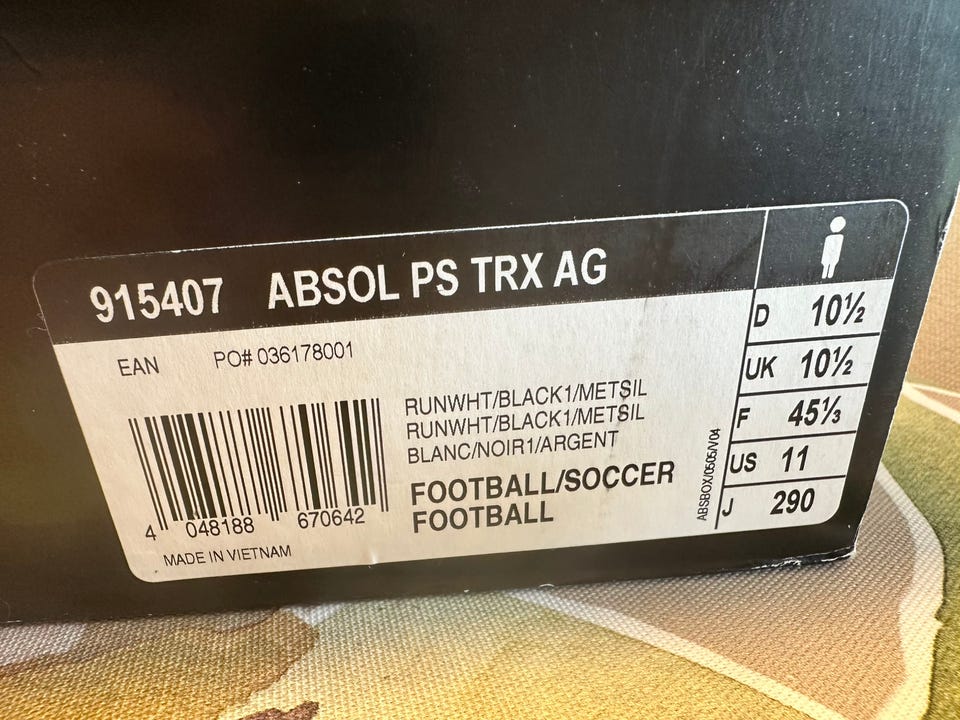 915407 ABSOL PS TRX AG
EAN PO# 036178001
RUNWHT/BLACK1/METSIL
RUNWHT/BLACK1/METSIL
BLANC/NOIR1/ARGENT
FOOTBALL/SOCCER
FOOTBALL
4 048188 670642
MADE IN VIETNAM
ABSBOX/0505/V04
D 10½
UK 10½
F 45⅓
US 11
J 290